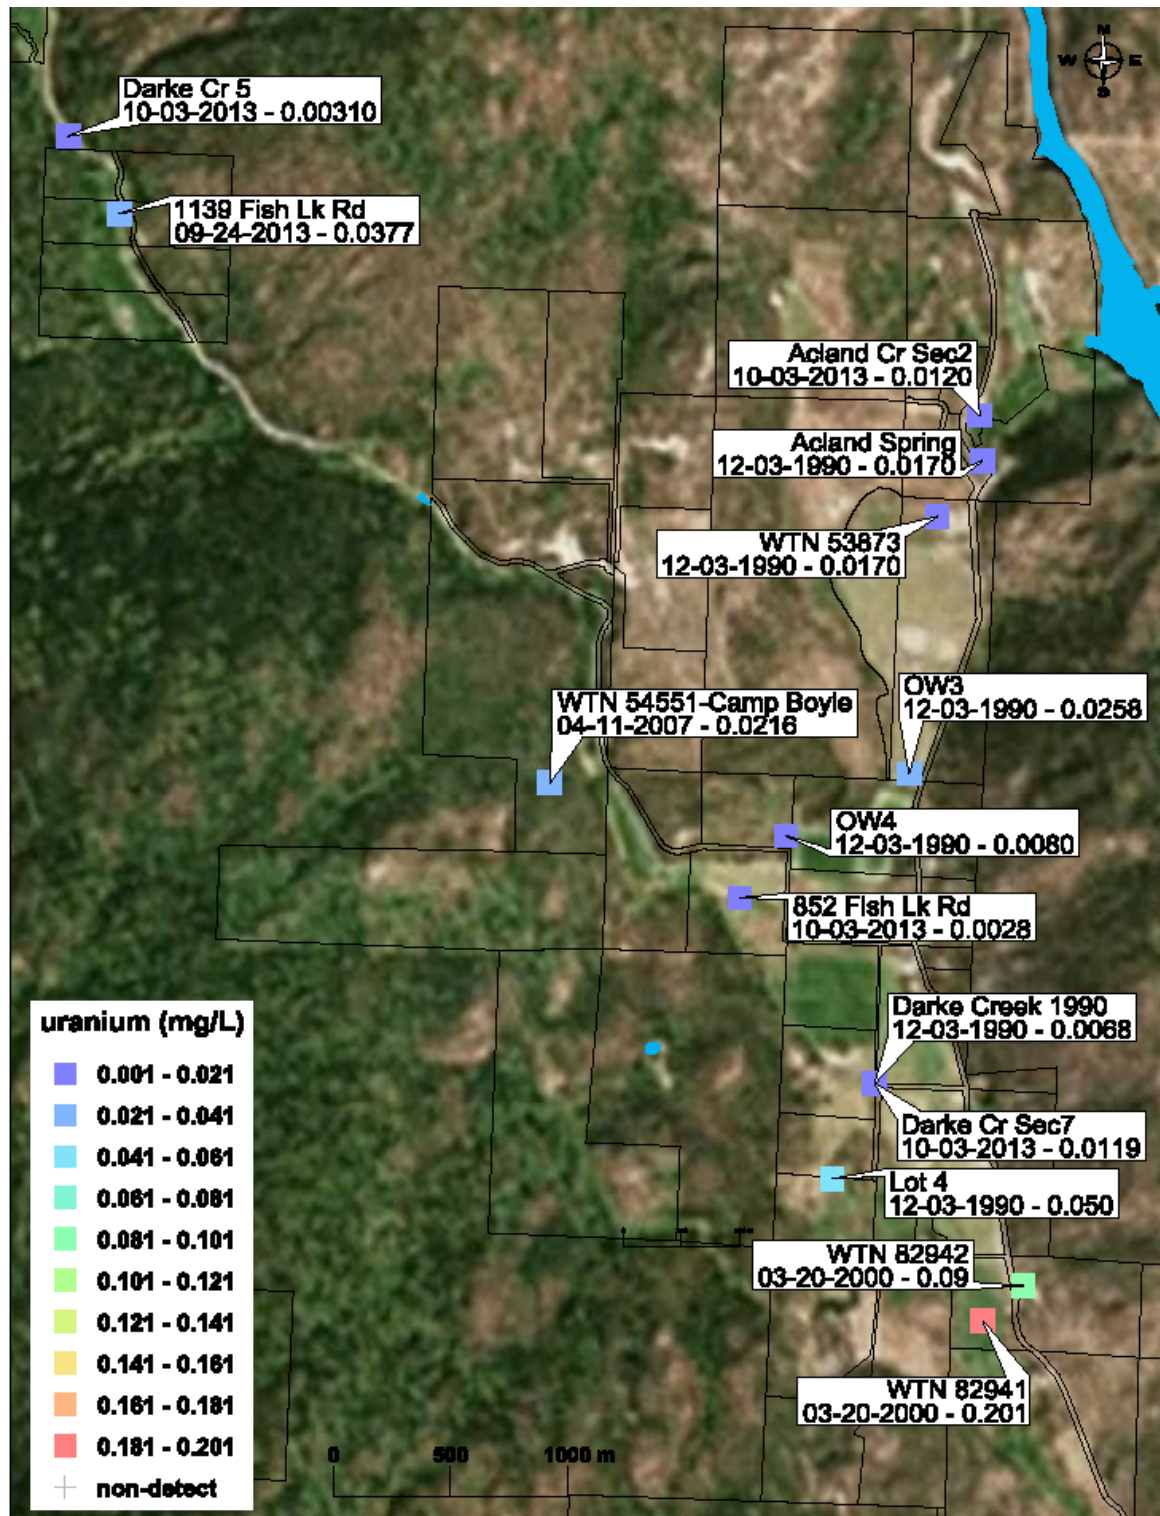 N
W E
S
Darke Cr 5
10-03-2013 - 0.00310
1139 Fish Lk Rd
09-24-2013 - 0.0377
Acland Cr Sec2
10-03-2013 - 0.0120
Acland Spring
12-03-1990 - 0.0170
WTN 53873
12-03-1990 - 0.0170
WTN 54551-Camp Boyle
04-11-2007 - 0.0216
OW3
12-03-1990 - 0.0258
OW4
12-03-1990 - 0.0080
852 Fish Lk Rd
10-03-2013 - 0.0028
Darke Creek 1990
12-03-1990 - 0.0068
Darke Cr Sec7
10-03-2013 - 0.0119
Lot 4
12-03-1990 - 0.050
WTN 82942
03-20-2000 - 0.09
WTN 82941
03-20-2000 - 0.201
uranium (mg/L)
0.001 - 0.021
0.021 - 0.041
0.041 - 0.061
0.061 - 0.081
0.081 - 0.101
0.101 - 0.121
0.121 - 0.141
0.141 - 0.161
0.161 - 0.181
0.181 - 0.201
non-detect
0 500 1000 m